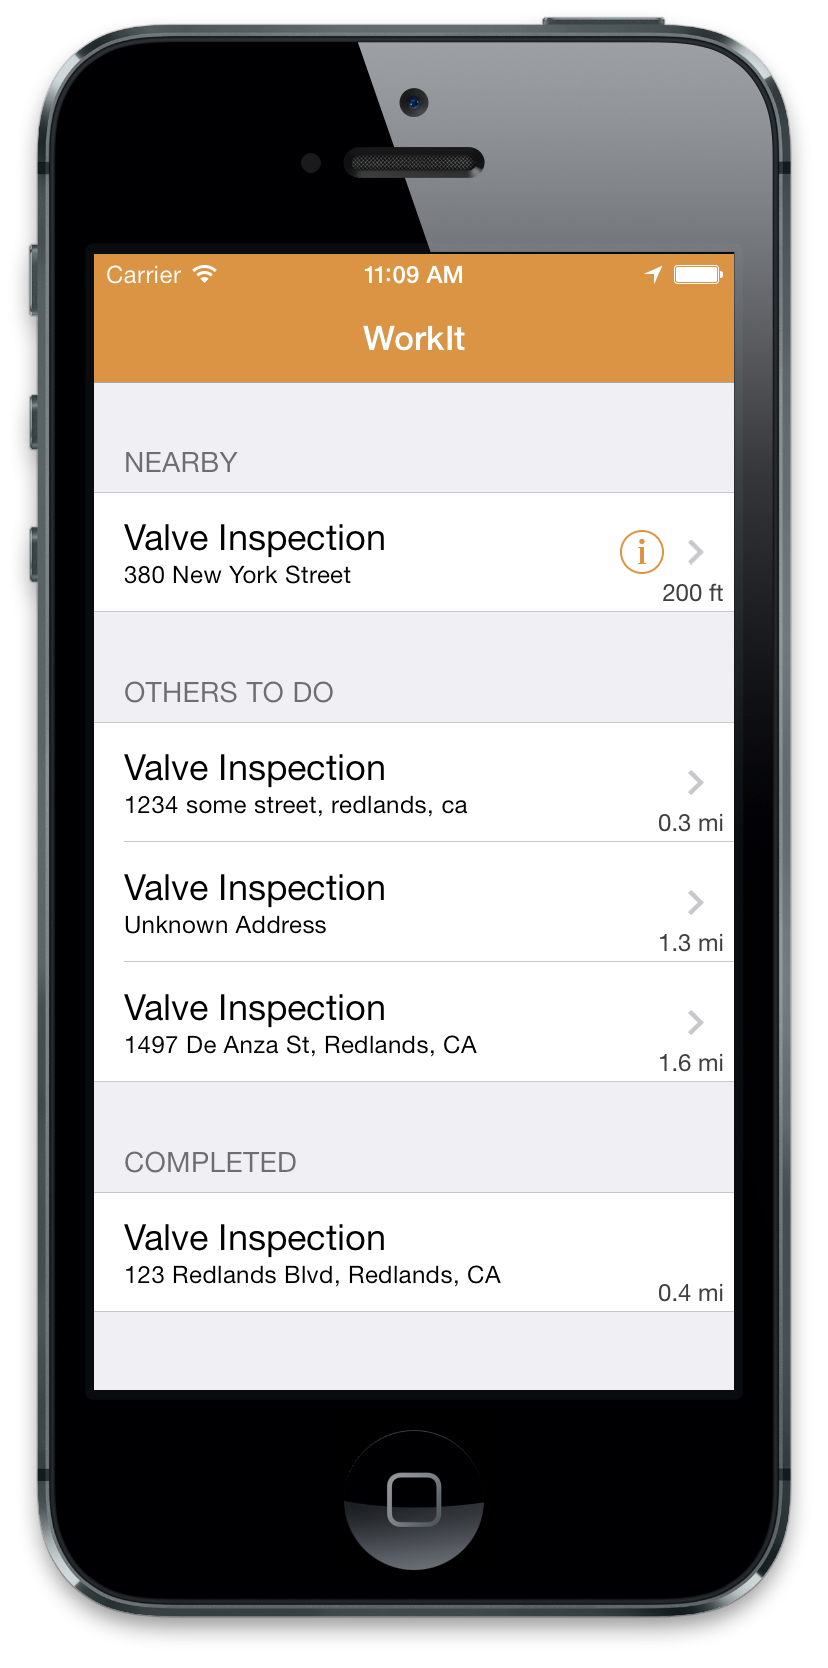 Carrier 11:09 AM
WorkIt
NEARBY
Valve Inspection
380 New York Street
200 ft
OTHERS TO DO
Valve Inspection
1234 some street, redlands, ca
0.3 mi
Valve Inspection
Unknown Address
1.3 mi
Valve Inspection
1497 De Anza St, Redlands, CA
1.6 mi
COMPLETED
Valve Inspection
123 Redlands Blvd, Redlands, CA
0.4 mi